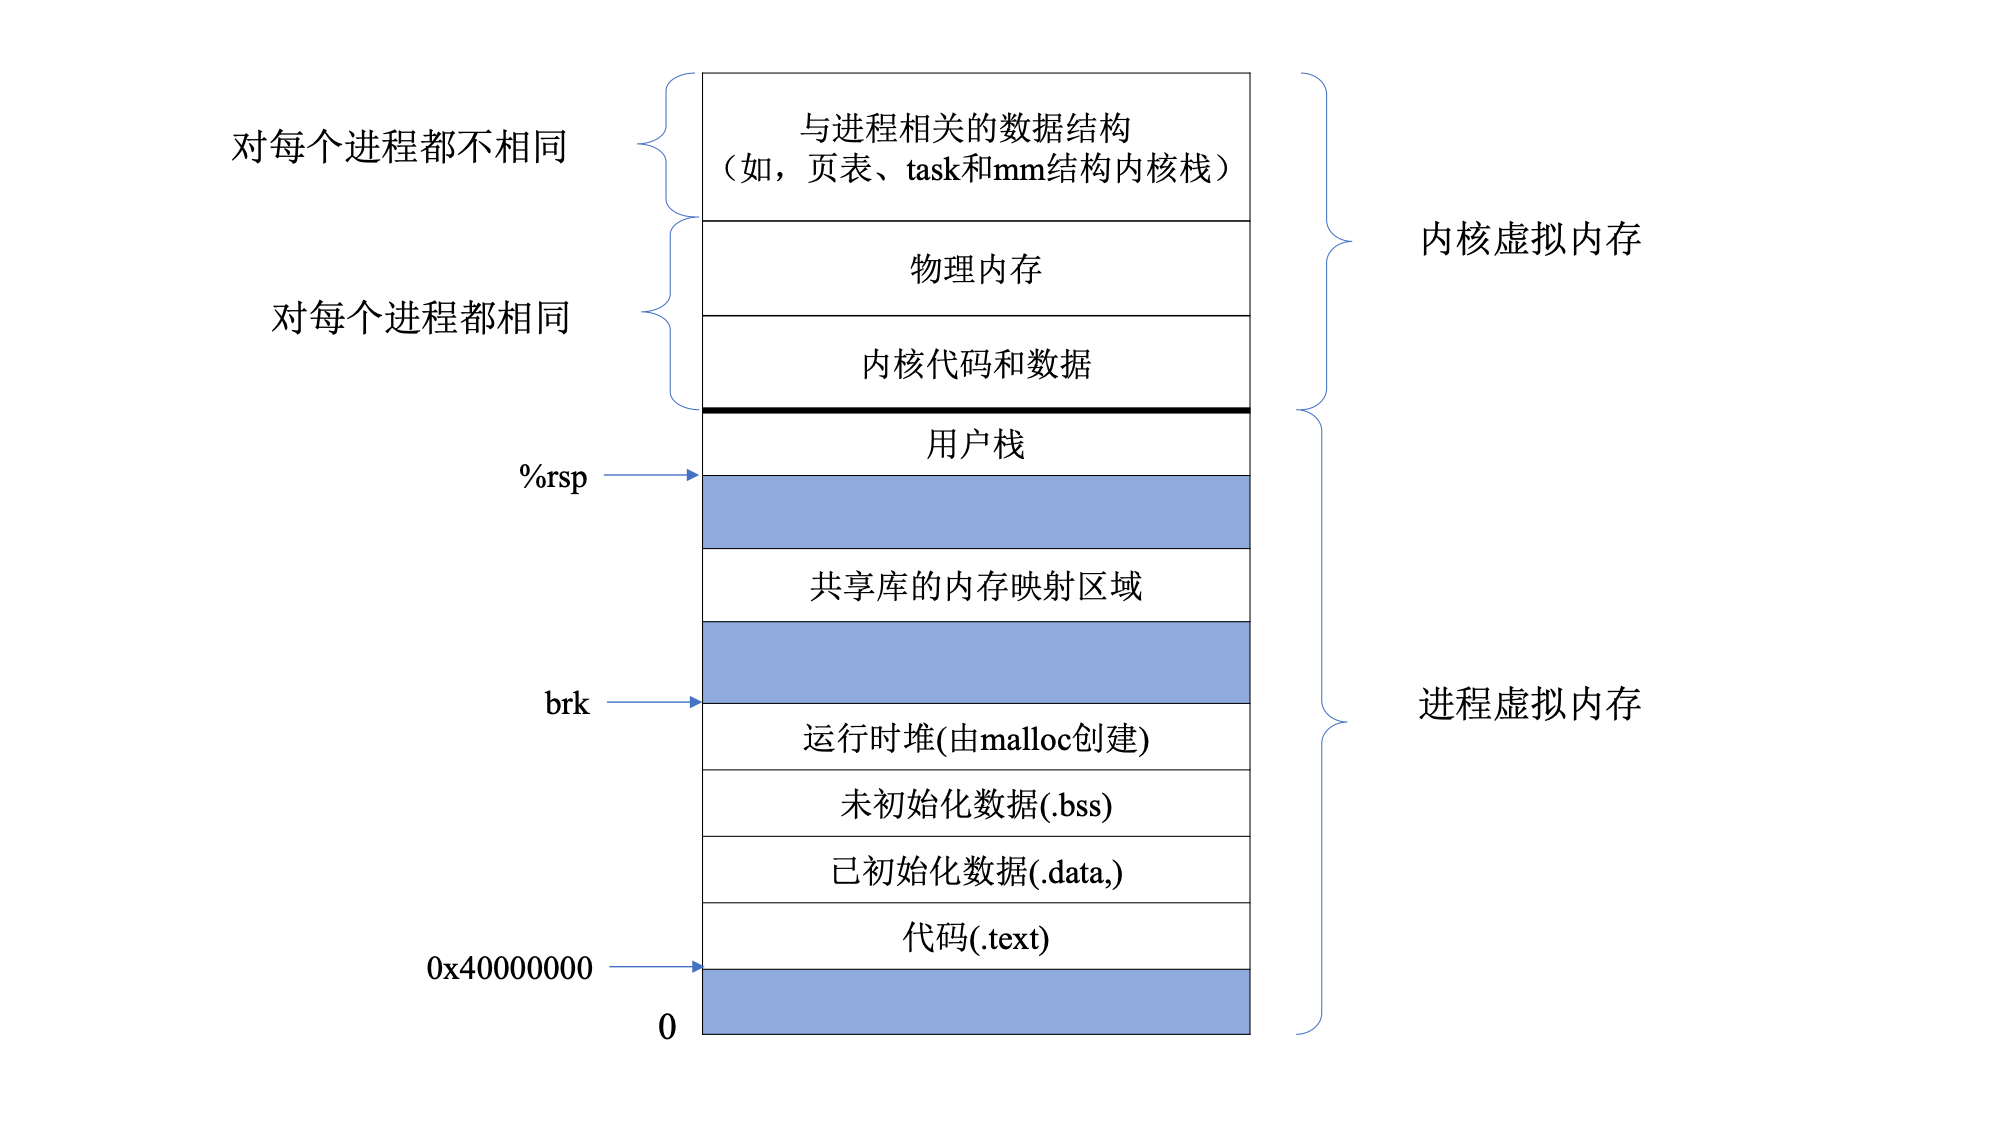 与进程相关的数据结构
（如，页表、task和mm结构内核栈）
对每个进程都不相同
物理内存
内核虚拟内存
对每个进程都相同
内核代码和数据
用户栈
%rsp
共享库的内存映射区域
brk
进程虚拟内存
运行时堆(由malloc创建)
未初始化数据(.bss)
已初始化数据(.data,)
代码(.text)
0x40000000
0